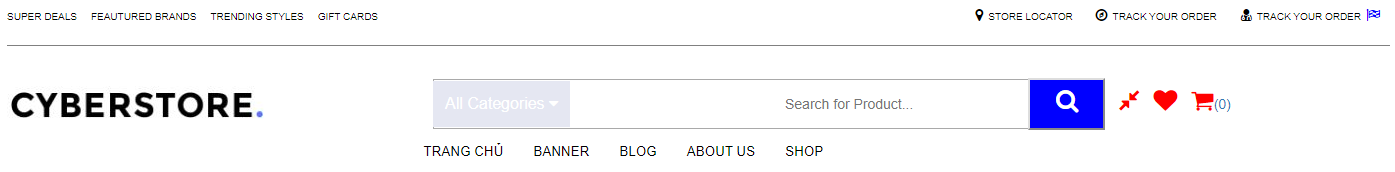 SUPER DEALS FEAUTURED BRANDS TRENDING STYLES GIFT CARDS STORE LOCATOR TRACK YOUR ORDER TRACK YOUR ORDER
CYBERSTORE. All Categories Search for Product... (0)
TRANG CHỦ BANNER BLOG ABOUT US SHOP